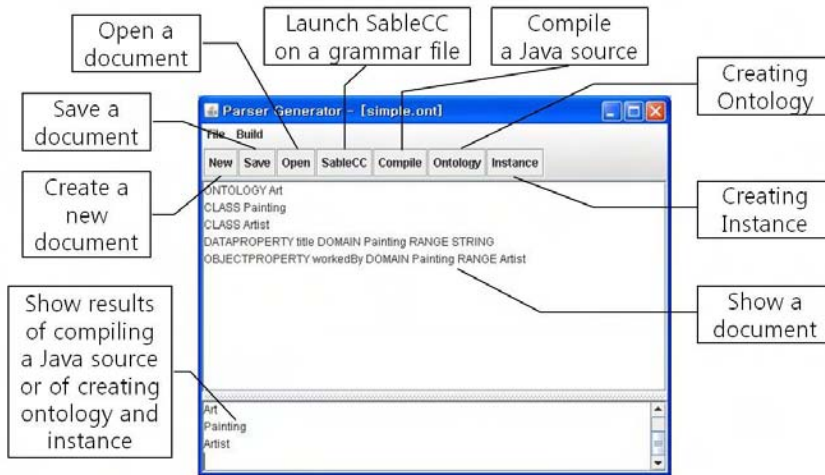 Open a
document
Launch SableCC
on a grammar file
Compile
a Java source
Creating
Ontology
Save a
document
Create a
new
document
Parser Generator - [simple.ont]
File Build
New Save Open SableCC Compile Ontology Instance
ONTOLOGY Art
CLASS Painting
CLASS Artist
DATAPROPERTY title DOMAIN Painting RANGE STRING
OBJECTPROPERTY workedBy DOMAIN Painting RANGE Artist
Creating
Instance
Show a
document
Show results
of compiling
a Java source
or of creating
ontology and
instance
Art
Painting
Artist